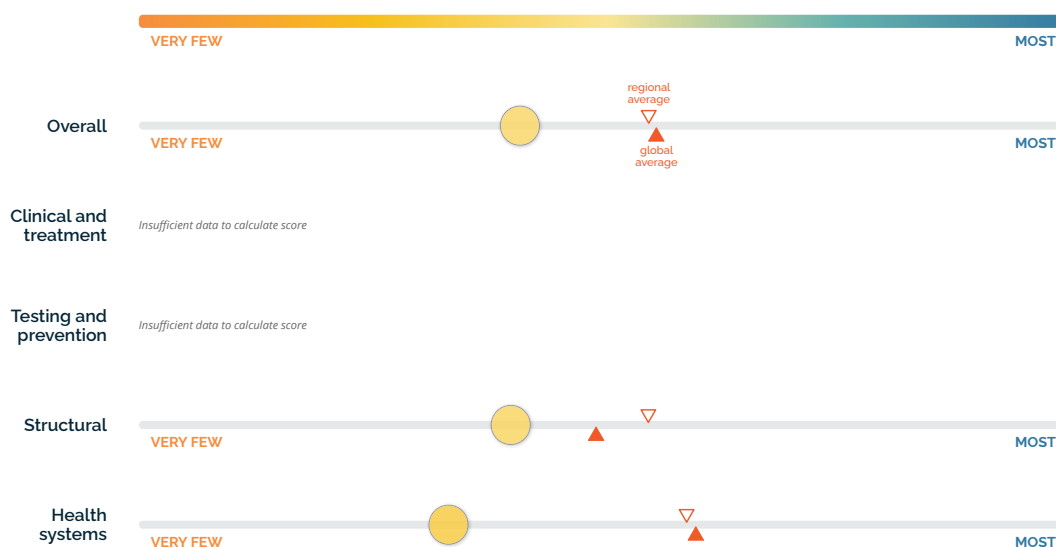 VERY FEW
MOST
regional
average
Overall
VERY FEW
MOST
global
average
Clinical and
treatment
Insufficient data to calculate score
Testing and
prevention
Insufficient data to calculate score
Structural
VERY FEW
MOST
Health
systems
VERY FEW
MOST